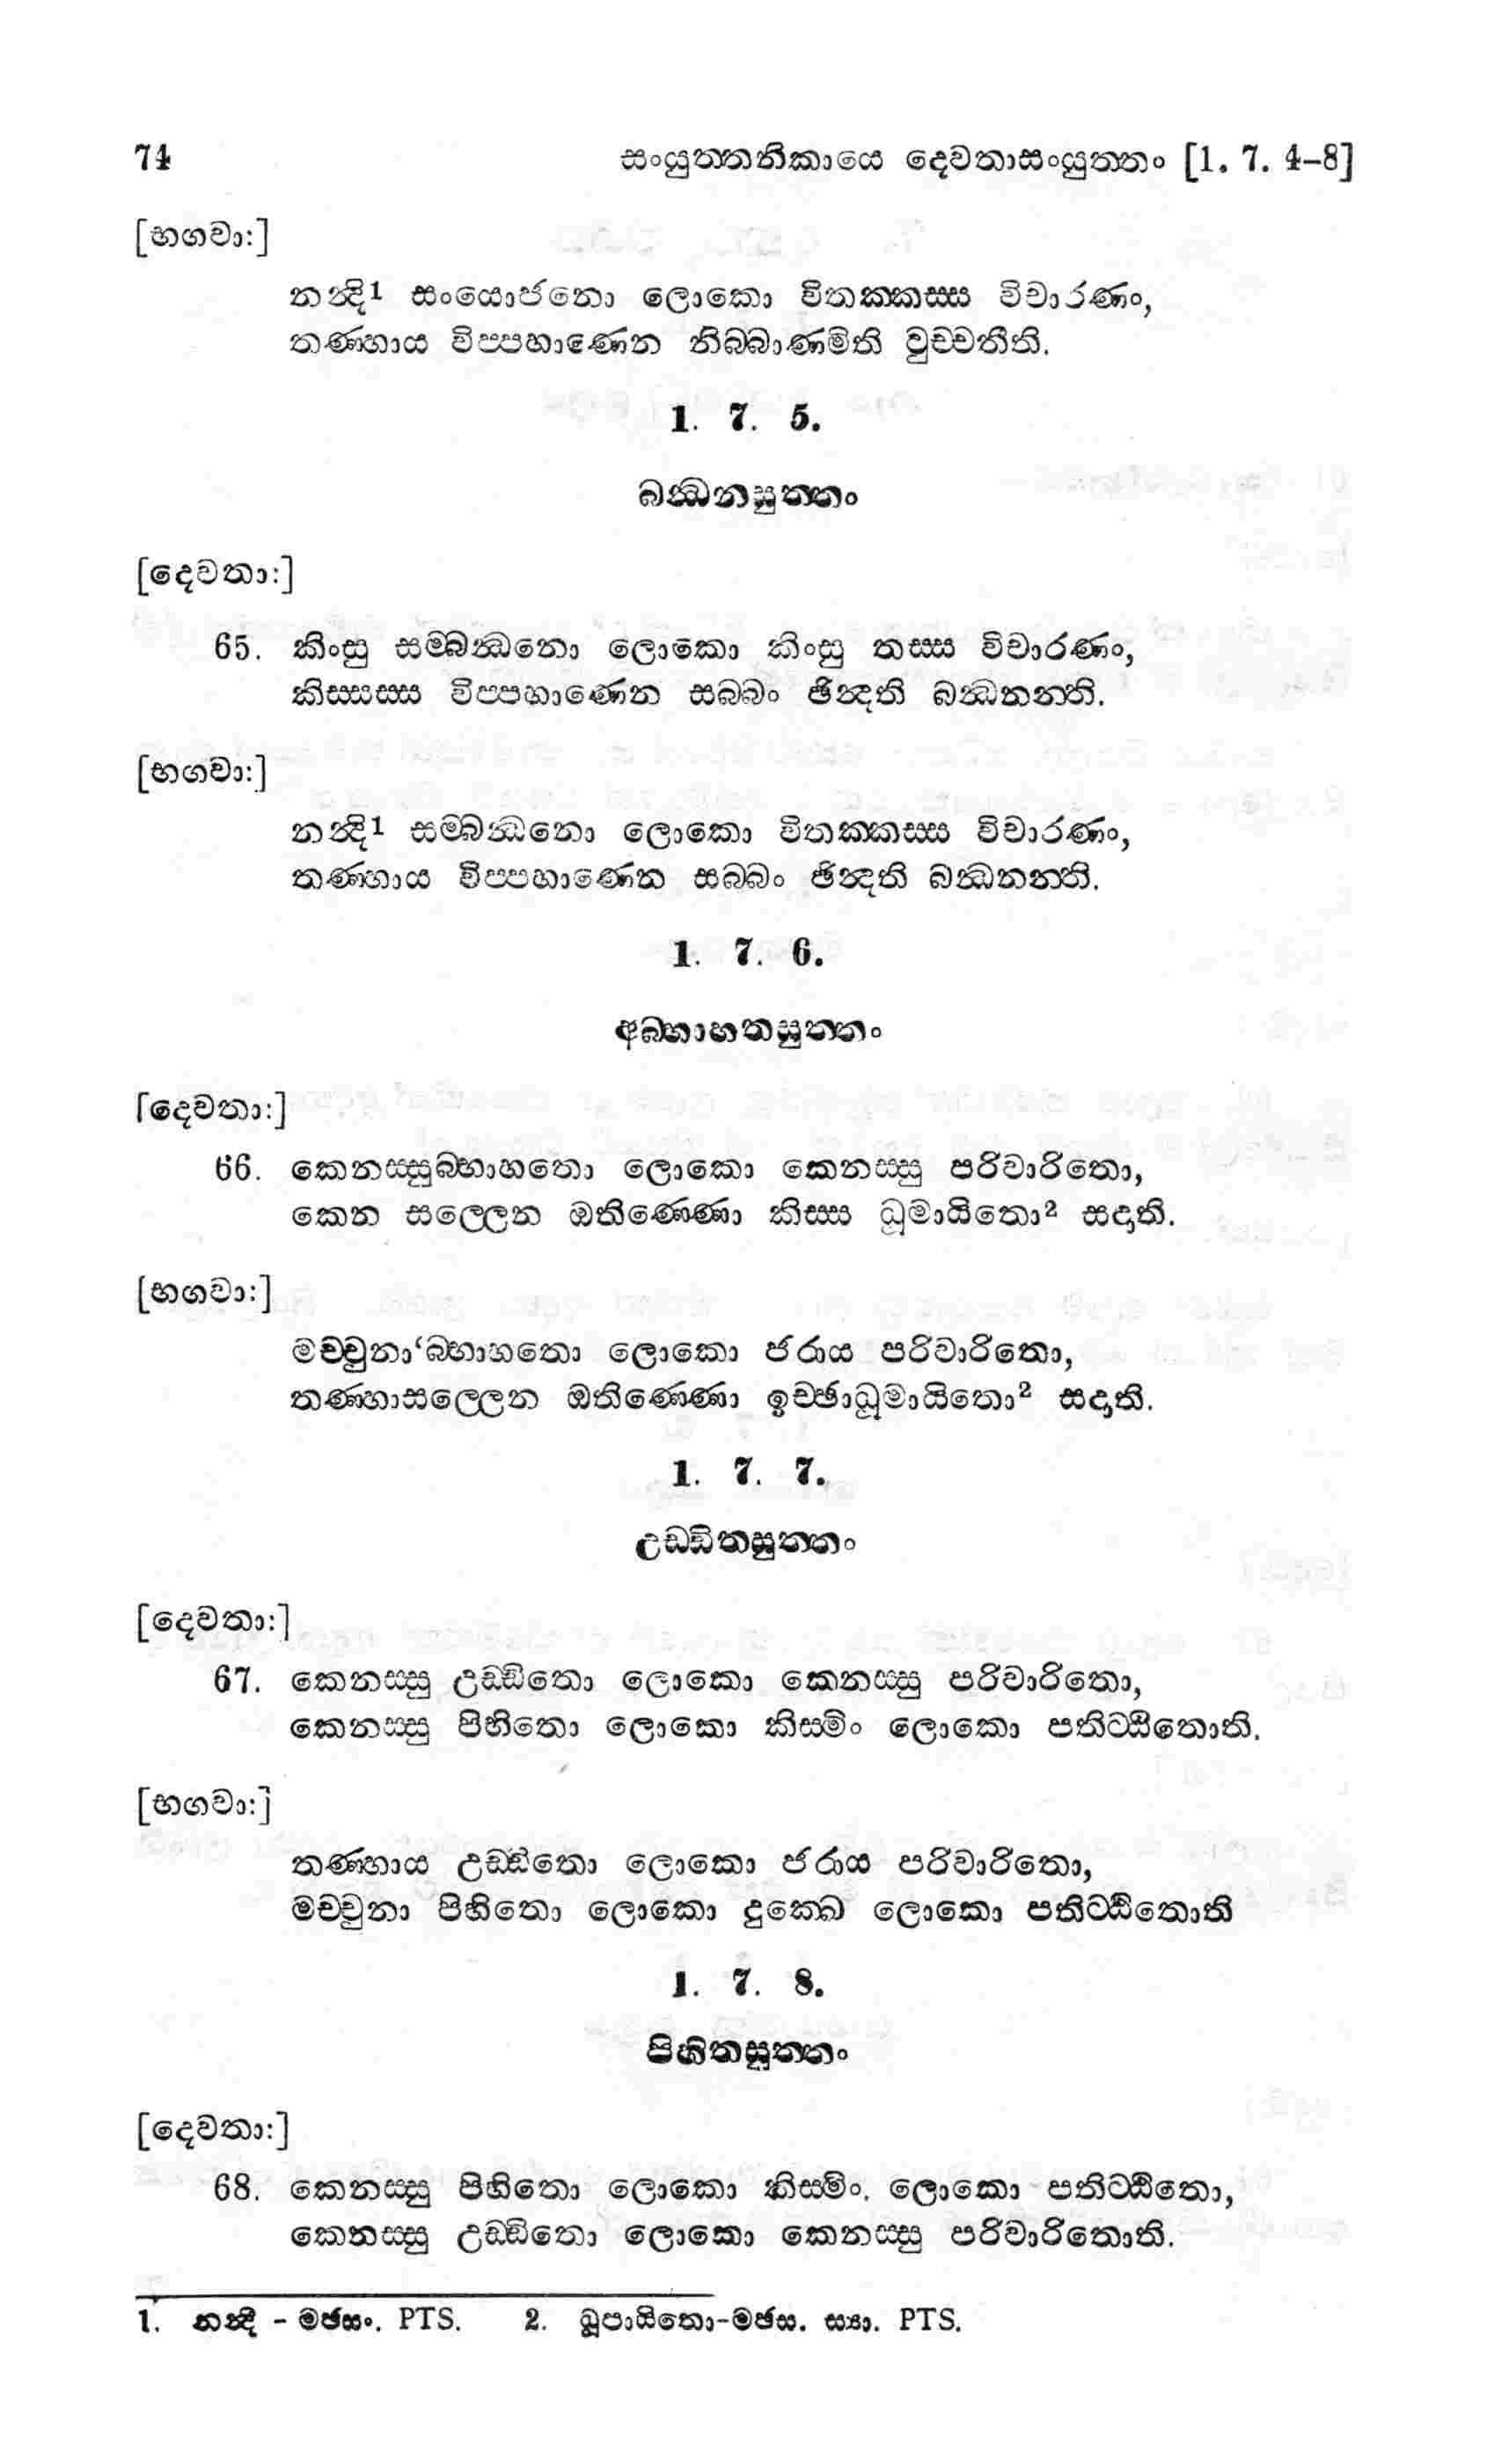 74 සංයුත්තනිකායෙ දෙවතාසංයුත්තං [1. 7. 4-8]
[භගවා:]
නන්දි1 සංයොජනො ලොකො විතක්කස්ස විචාරණං,
තණ්හාය විප්පහාණෙන නිබ්බාණමිති වුච්චතීති.
1. 7. 5.
බන්ධනසුත්තං
[දෙවතා:]
65. කිංසු සම්බන්ධනො ලොකො කිංසු තස්ස විචාරණං,
කිස්සස්ස විප්පහාණෙන සබ්බං ඡින්දති බන්ධනන්ති.
[භගවා:]
නන්දි1 සම්බන්ධනො ලොකො විතක්කස්ස විචාරණං,
තණ්හාය විප්පහාණෙන සබ්බං ඡින්දති බන්ධනන්ති.
1. 7. 6.
අබ්භාහතසුත්තං
[දෙවතා:]
66. කෙනස්සුබ්භාහතො ලොකො කෙනස්සු පරිවාරිතො,
කෙන සල්ලෙන ඔතිණ්ණො කිස්ස ධූමායිතො2 සදාති.
[භගවා:]
මච්චුනා‘බ්භාහතො ලොකො ජරාය පරිවාරිතො,
තණ්හාසල්ලෙන ඔතිණ්ණො ඉච්ඡාධූමායිතො2 සදාති.
1. 7. 7.
උඩ්ඩිතසුත්තං
[දෙවතා:]
67. කෙනස්සු උඩ්ඩිතො ලොකො කෙනස්සු පරිවාරිතො,
කෙනස්සු පිහිතො ලොකො කිස්මිං ලොකො පතිට්ඨිතොති.
[භගවා:]
තණ්හාය උඩ්ඩිතො ලොකො ජරාය පරිවාරිතො,
මච්චුනා පිහිතො ලොකො දුක්ඛෙ ලොකො පතිට්ඨිතොති
1. 7. 8.
පිහිතසුත්තං
[දෙවතා:]
68. කෙනස්සු පිහිතො ලොකො කිස්මිං. ලොකො පතිට්ඨිතො,
කෙනස්සු උඩ්ඩිතො ලොකො කෙනස්සු පරිවාරිතොති.
1. නන්දී - මඡසං. PTS. 2. ධූපායිතො-මඡස. ස්‍යා. PTS.